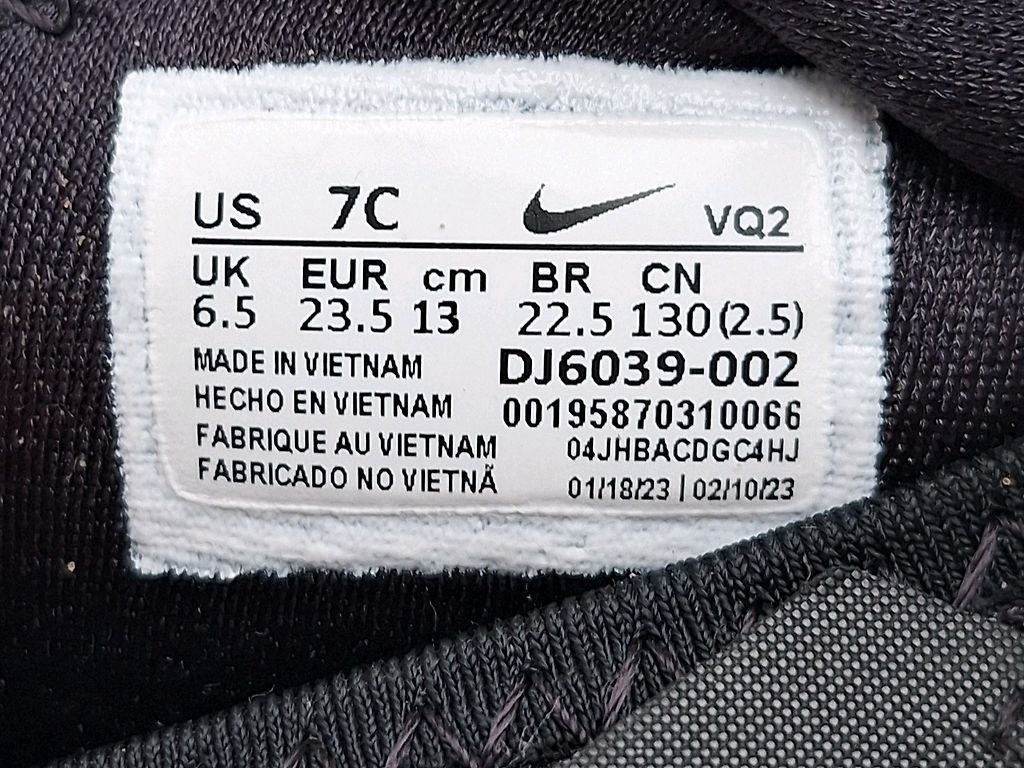 US 7C VQ2
UK EUR cm BR CN
6.5 23.5 13 22.5 130(2.5)
MADE IN VIETNAM DJ6039-002
HECHO EN VIETNAM 00195870310066
FABRIQUE AU VIETNAM 04JHBACDGC4HJ
FABRICADO NO VIETNÃ 01/18/23 | 02/10/23